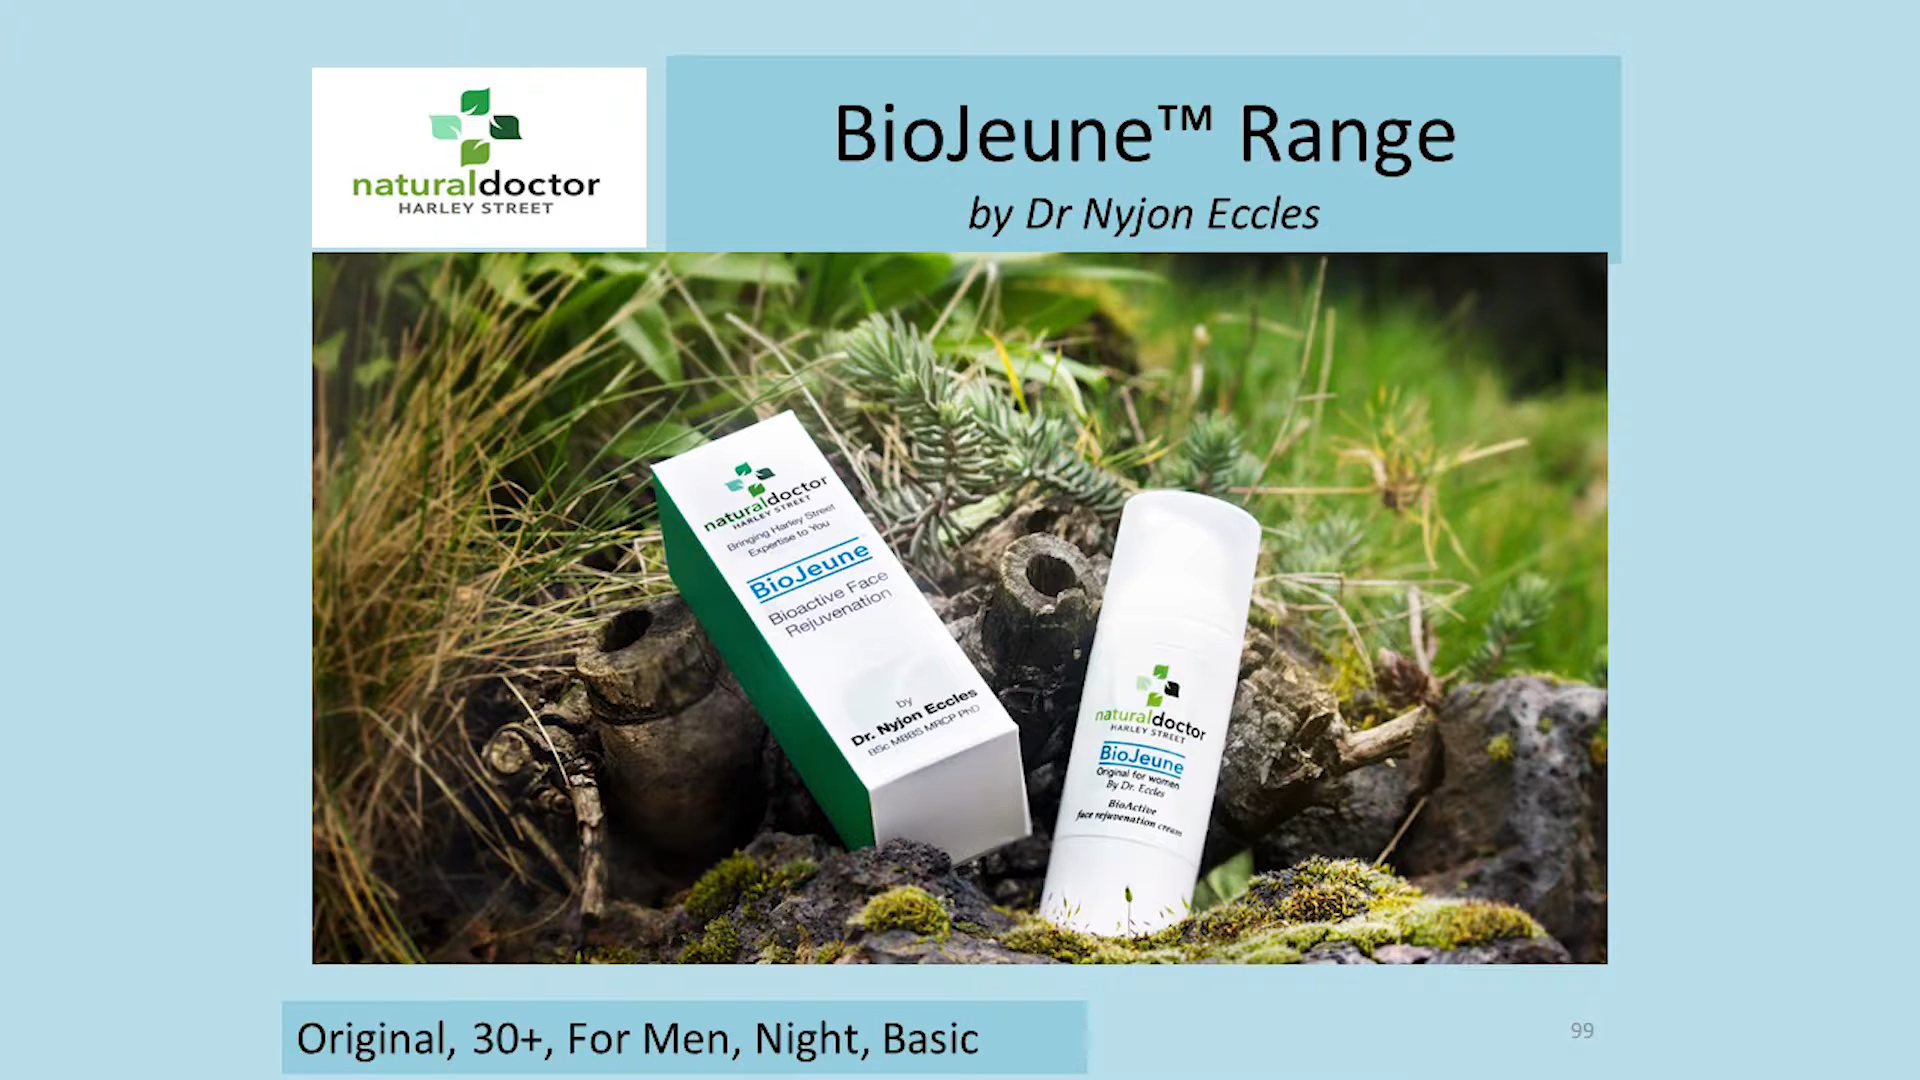 naturaldoctor
HARLEY STREET
BioJeune™ Range
by Dr Nyjon Eccles
naturaldoctor
HARLEY STREET
Bringing Harley Street
Expertise to You
BioJeune
Bioactive Face
Rejuvenation
by
Dr. Nyjon Eccles
BSc MBBS MRCP PhD
naturaldoctor
HARLEY STREET
BioJeune
Original for women
By Dr. Eccles
BioActive
face rejuvenation cream
Original, 30+, For Men, Night, Basic
99